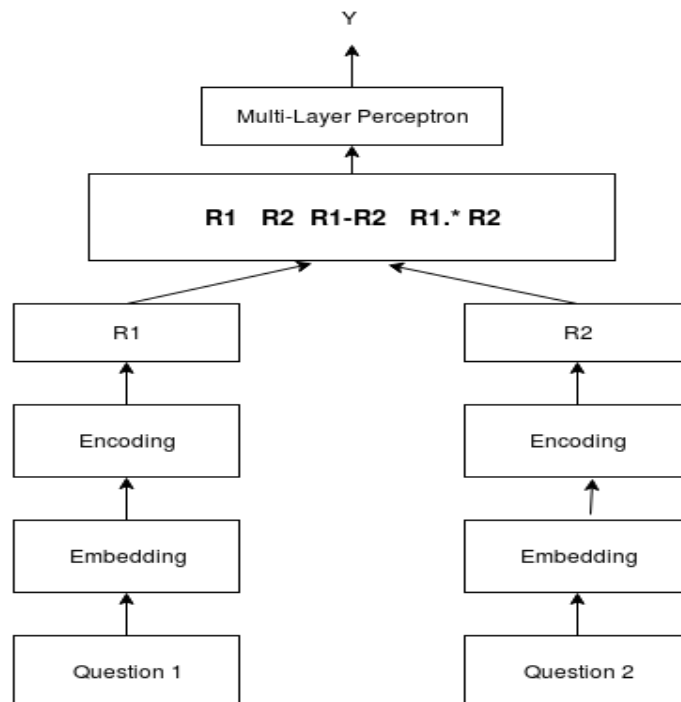 Y
Multi-Layer Perceptron
R1 R2 R1-R2 R1.* R2
R1
R2
Encoding
Encoding
Embedding
Embedding
Question 1
Question 2